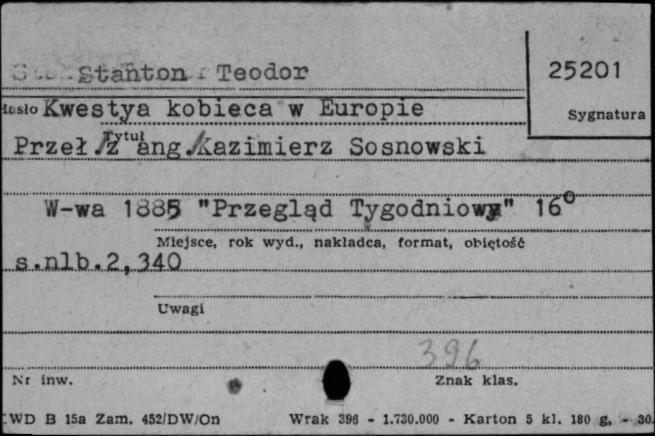 Stanton Teodor
25201
Hasło Kwestya kobieca w Europie
Sygnatura
Tytuł
Przeł./z ang./Kazimierz Sosnowski
W-wa 1885 "Przegląd Tygodniowy" 16°
Miejsce, rok wyd., nakładca, format, objętość
s.nlb.2,340
Uwagi
396
Nr inw.
Znak klas.
WD B 15a Zam. 452/DW/On Wrak 396 - 1.730.000 - Karton 5 kl. 180 g. - 30.